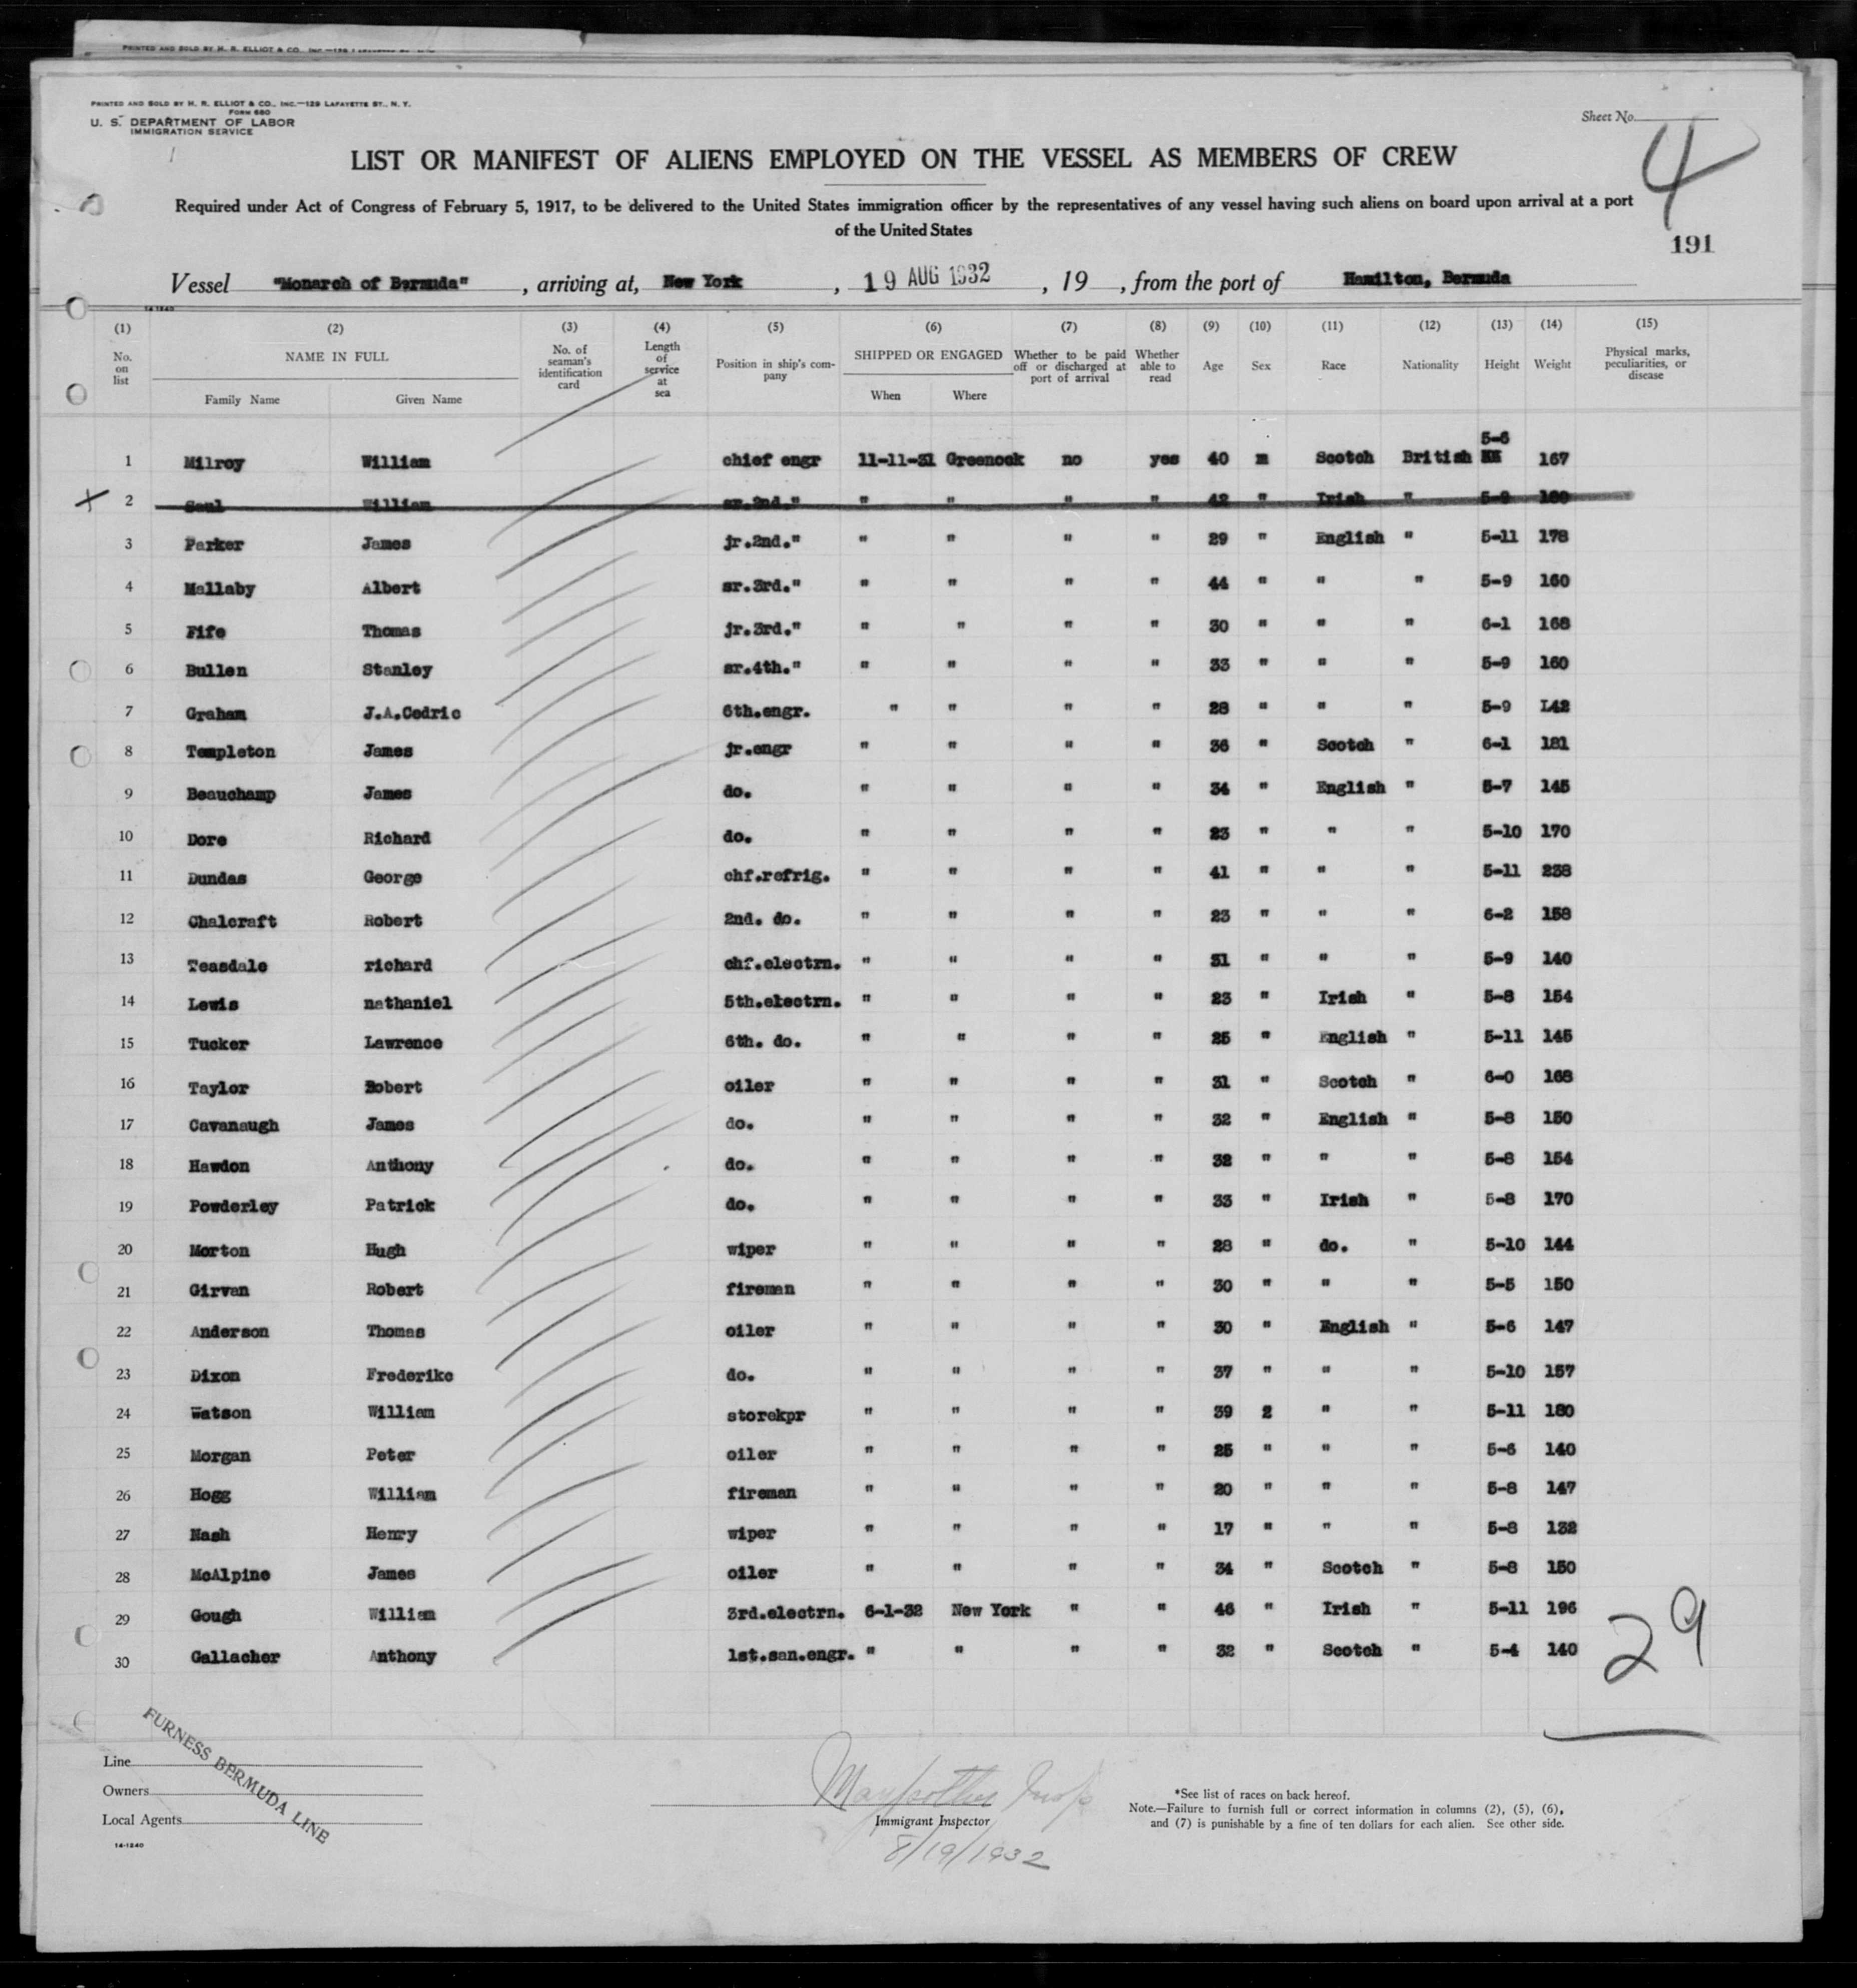 PRINTED AND SOLD BY H. R. ELLIOT & CO., INC.—129 LAFAYETTE ST., N. Y.
FORM 680
U. S. DEPARTMENT OF LABOR
IMMIGRATION SERVICE
Sheet No. 4
LIST OR MANIFEST OF ALIENS EMPLOYED ON THE VESSEL AS MEMBERS OF CREW
Required under Act of Congress of February 5, 1917, to be delivered to the United States immigration officer by the representatives of any vessel having such aliens on board upon arrival at a port
of the United States
191
Vessel "Monarch of Bermuda" , arriving at, New York , 19 AUG 1932 , 19 , from the port of Hamilton, Bermuda
14-1240
(1) (2) (3) (4) (5) (6) (7) (8) (9) (10) (11) (12) (13) (14) (15)
No. on list NAME IN FULL Family Name Given Name No. of seaman's identification card Length of service at sea Position in ship's company SHIPPED OR ENGAGED When Where Whether to be paid off or discharged at port of arrival Whether able to read Age Sex Race Nationality Height Weight Physical marks, peculiarities, or disease
1 Milroy William chief engr 11-11-31 Greenock no yes 40 m Scotch British 5-6 167
2 Saul William sr.2nd." " " " " 42 " Irish " 5-9 160
3 Parker James jr.2nd." " " " " 29 " English " 5-11 178
4 Mallaby Albert sr.3rd." " " " " 44 " " " 5-9 160
5 Fife Thomas jr.3rd." " " " " 30 " " " 6-1 168
6 Bullen Stanley sr.4th." " " " " 33 " " " 5-9 160
7 Graham J.A.Cedric 6th.engr. " " " " 28 " " " 5-9 142
8 Templeton James jr.engr " " " " 36 " Scotch " 6-1 181
9 Beauchamp James do. " " " " 34 " English " 5-7 145
10 Dore Richard do. " " " " 23 " " " 5-10 170
11 Dundas George chf.refrig. " " " " 41 " " " 5-11 238
12 Chalcraft Robert 2nd. do. " " " " 23 " " " 6-2 158
13 Teasdale richard chf.electrn. " " " " 31 " " " 5-9 140
14 Lewis nathaniel 5th.electrn. " " " " 23 " Irish " 5-8 154
15 Tucker Lawrence 6th. do. " " " " 25 " English " 5-11 145
16 Taylor Robert oiler " " " " 31 " Scotch " 6-0 168
17 Cavanaugh James do. " " " " 32 " English " 5-8 150
18 Hawdon Anthony do. " " " " 32 " " " 5-8 154
19 Powderley Patrick do. " " " " 33 " Irish " 5-8 170
20 Morton Hugh wiper " " " " 28 " do. " 5-10 144
21 Girvan Robert fireman " " " " 30 " " " 5-5 150
22 Anderson Thomas oiler " " " " 30 " English " 5-6 147
23 Dixon Frederikc do. " " " " 37 " " " 5-10 157
24 Watson William storekpr " " " " 39 2 " " 5-11 180
25 Morgan Peter oiler " " " " 25 " " " 5-6 140
26 Hogg William fireman " " " " 20 " " " 5-8 147
27 Nash Henry wiper " " " " 17 " " " 5-8 132
28 McAlpine James oiler " " " " 34 " Scotch " 5-8 150
29 Gough William 3rd.electrn. 6-1-32 New York " " 46 " Irish " 5-11 196
30 Gallacher Anthony 1st.san.engr. " " " " 32 " Scotch " 5-4 140
29
Line
Owners
Local Agents
FURNESS BERMUDA LINE
14-1240
Insp
Immigrant Inspector
8/19/1932
*See list of races on back hereof.
Note.—Failure to furnish full or correct information in columns (2), (5), (6),
and (7) is punishable by a fine of ten dollars for each alien. See other side.